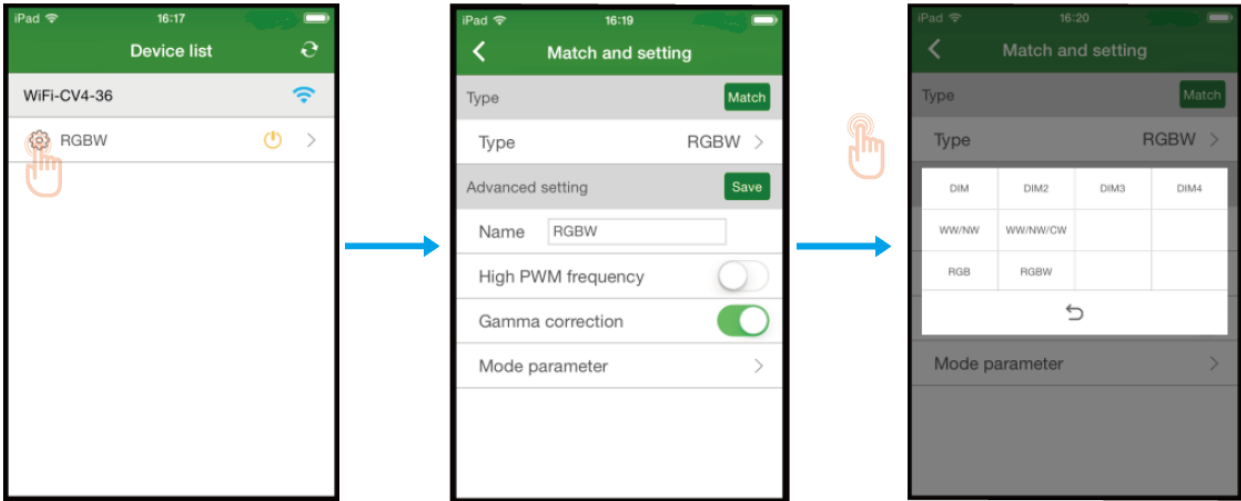 iPad 16:17
Device list
WiFi-CV4-36
RGBW
iPad 16:19
Match and setting
Type Match
Type RGBW
Advanced setting Save
Name RGBW
High PWM frequency
Gamma correction
Mode parameter
iPad 16:20
Match and setting
Type Match
Type RGBW
DIM DIM2 DIM3 DIM4
WW/NW WW/NW/CW
RGB RGBW
Mode parameter